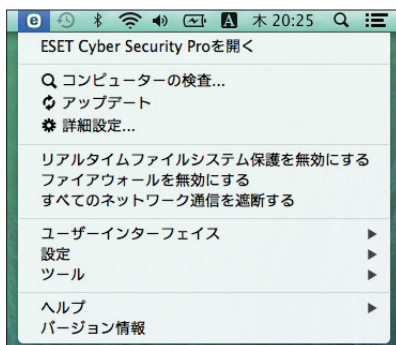 e A 木 20:25
ESET Cyber Security Proを開く
コンピューターの検査...
アップデート
詳細設定...
リアルタイムファイルシステム保護を無効にする
ファイアウォールを無効にする
すべてのネットワーク通信を遮断する
ユーザーインターフェイス
設定
ツール
ヘルプ
バージョン情報